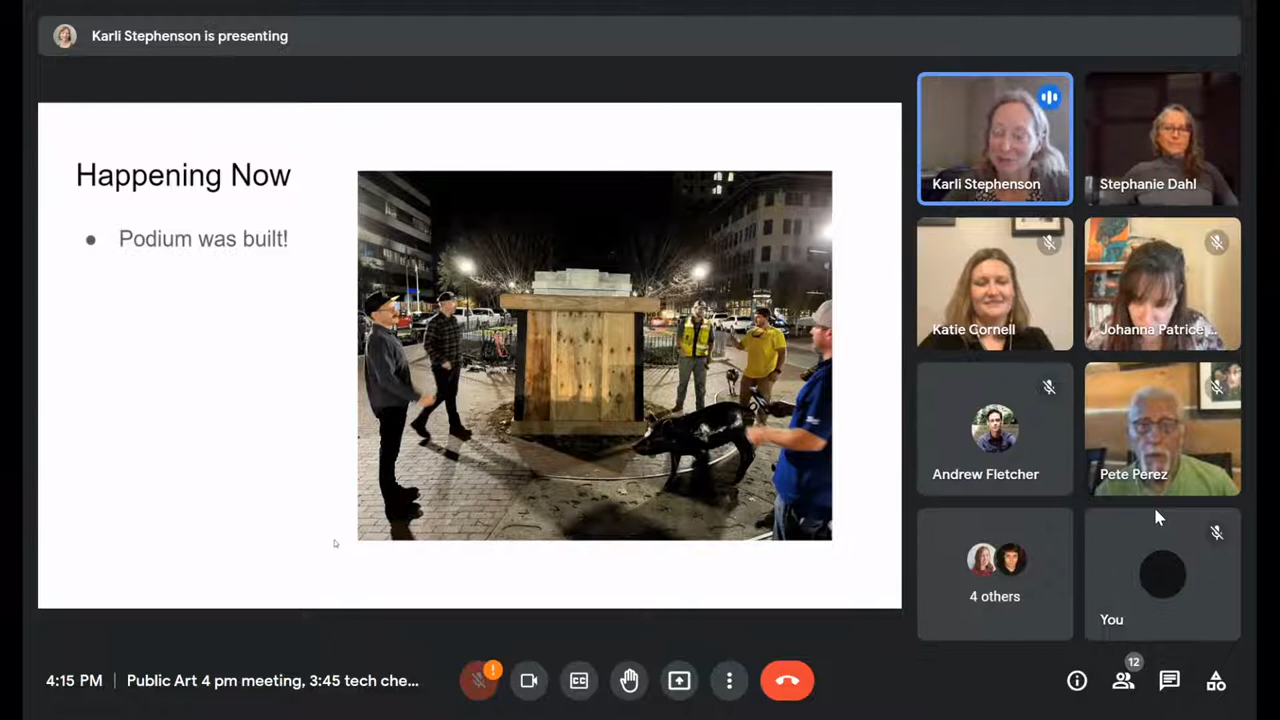 Karli Stephenson is presenting
Happening Now
● Podium was built!
Karli Stephenson
Stephanie Dahl
Katie Cornell
Johanna Patrice ...
Andrew Fletcher
Pete Perez
4 others
You
4:15 PM | Public Art 4 pm meeting, 3:45 tech che...
!
CC
12